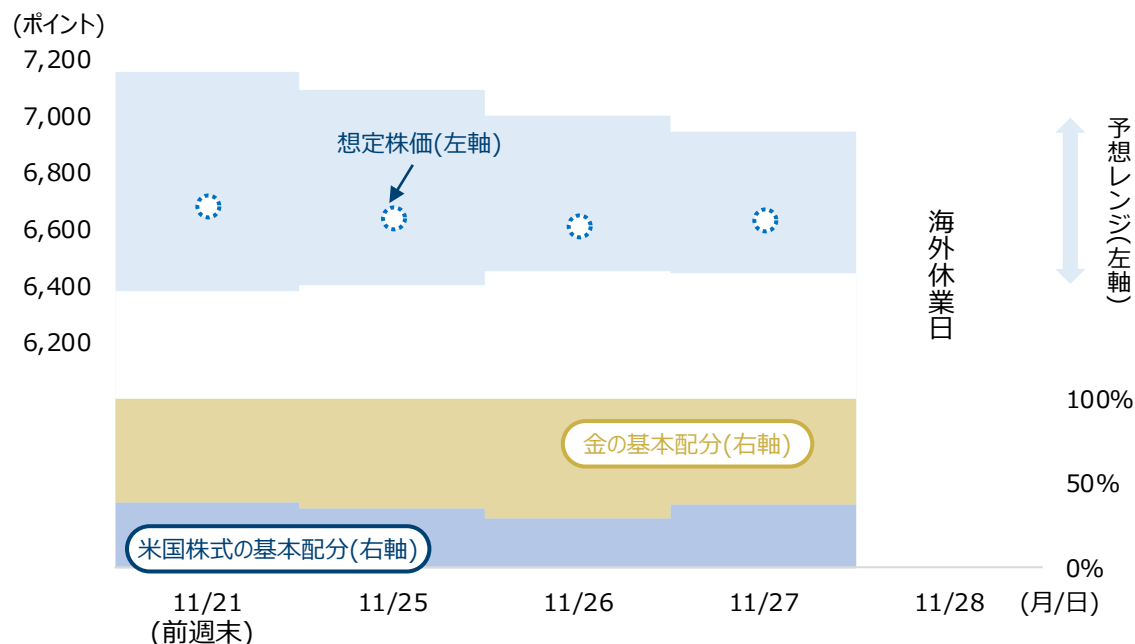 (ポイント)
7,200
7,000
6,800
6,600
6,400
6,200
想定株価(左軸)
海外休業日
予想レンジ(左軸)
100%
50%
0%
金の基本配分(右軸)
米国株式の基本配分(右軸)
11/21
(前週末)
11/25
11/26
11/27
11/28
(月/日)